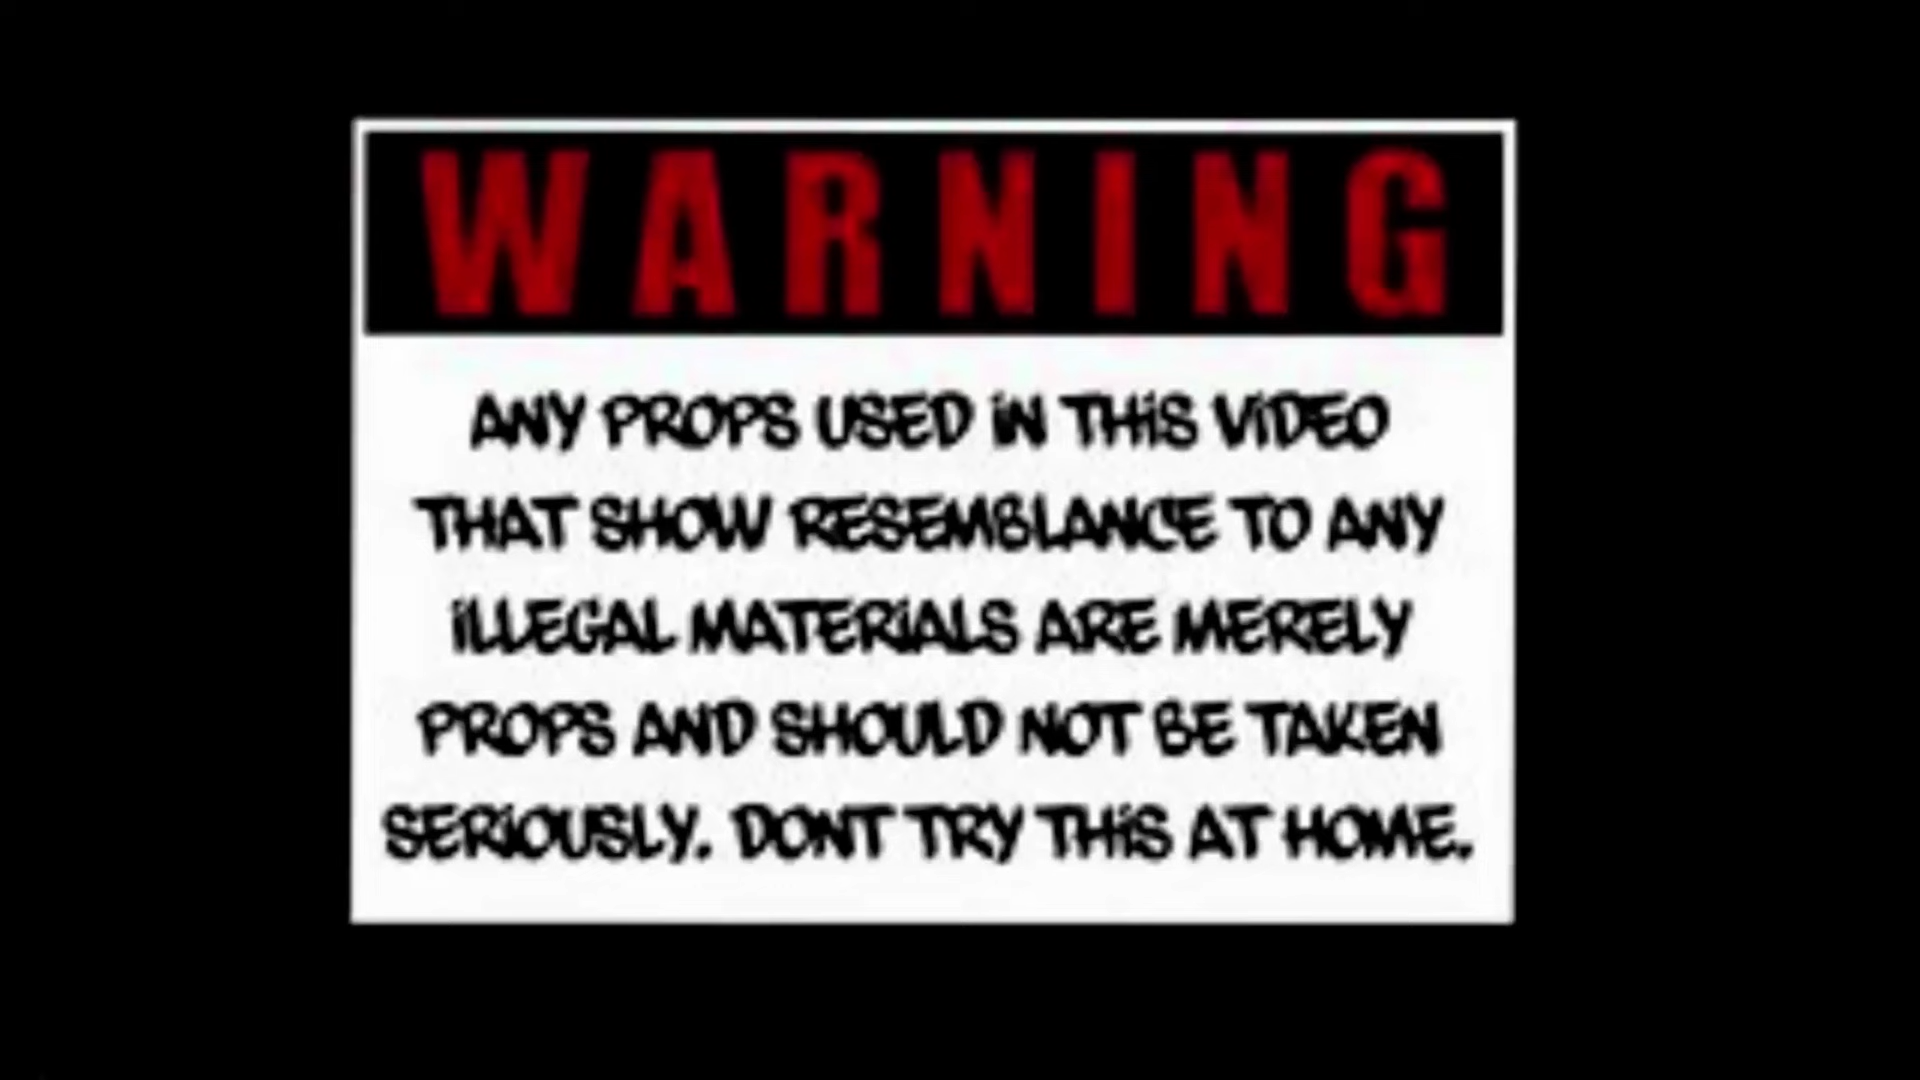 WARNING
ANY PROPS USED iN THiS ViDEO
THAT SHOW RESEMBLANCE TO ANY
iLLEGAL MATERiALS ARE MERELY
PROPS AND SHOULD NOT BE TAKEN
SERiOUSLY. DONT TRY THiS AT HOME.